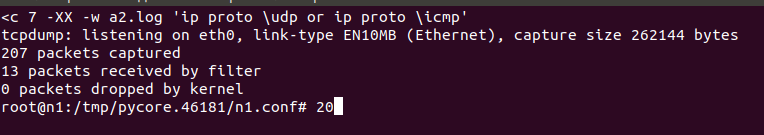 <c 7 -XX -w a2.log 'ip proto \udp or ip proto \icmp'
tcpdump: listening on eth0, link-type EN10MB (Ethernet), capture size 262144 bytes
207 packets captured
13 packets received by filter
0 packets dropped by kernel
root@n1:/tmp/pycore.46181/n1.conf# 20